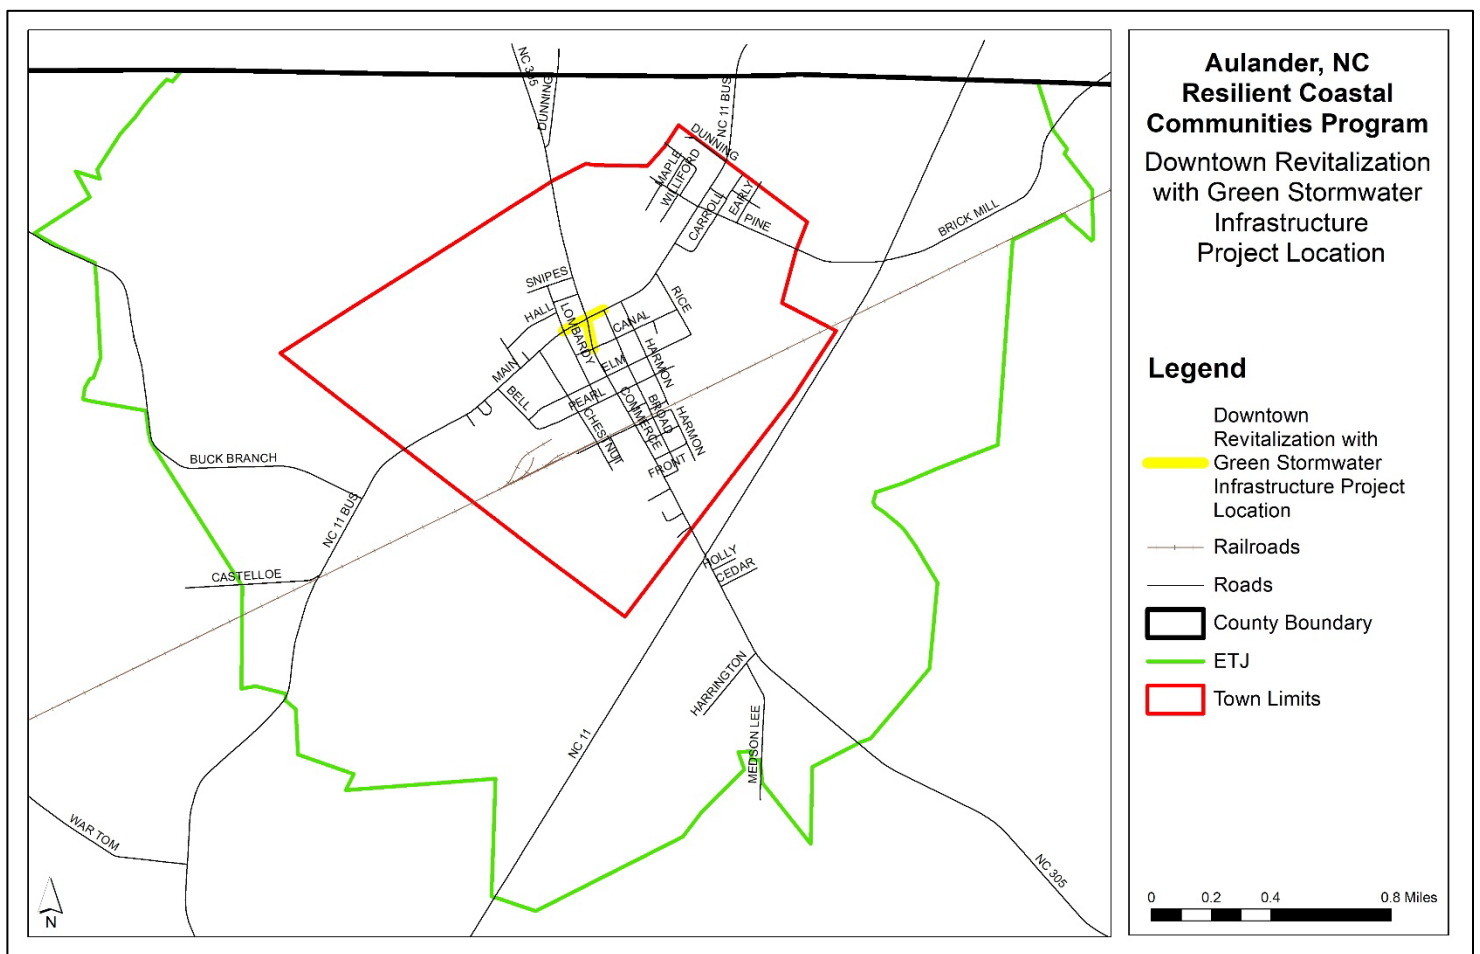 Aulander, NC
Resilient Coastal
Communities Program
Downtown Revitalization
with Green Stormwater
Infrastructure
Project Location
Legend
Downtown
Revitalization with
Green Stormwater
Infrastructure Project
Location
Railroads
Roads
County Boundary
ETJ
Town Limits
0 0.2 0.4 0.8 Miles
NC 305
DUNNING
NC 11 BUS
DUNNING
MAPLE
WILLIFORD
CARROLL
EARLY
PINE
BRICK MILL
SNIPES
HALL
LOMBARDY
RICE
CANAL
HARMON
ELM
MAIN
BELL
PEARL
CHESTNUT
COMMERCE
BROAD
HARMON
FRONT
BUCK BRANCH
NC 11 BUS
CASTELLOE
HOLLY
CEDAR
HARRINGTON
MEDSON LEE
NC 11
WAR TOM
NC 305
N